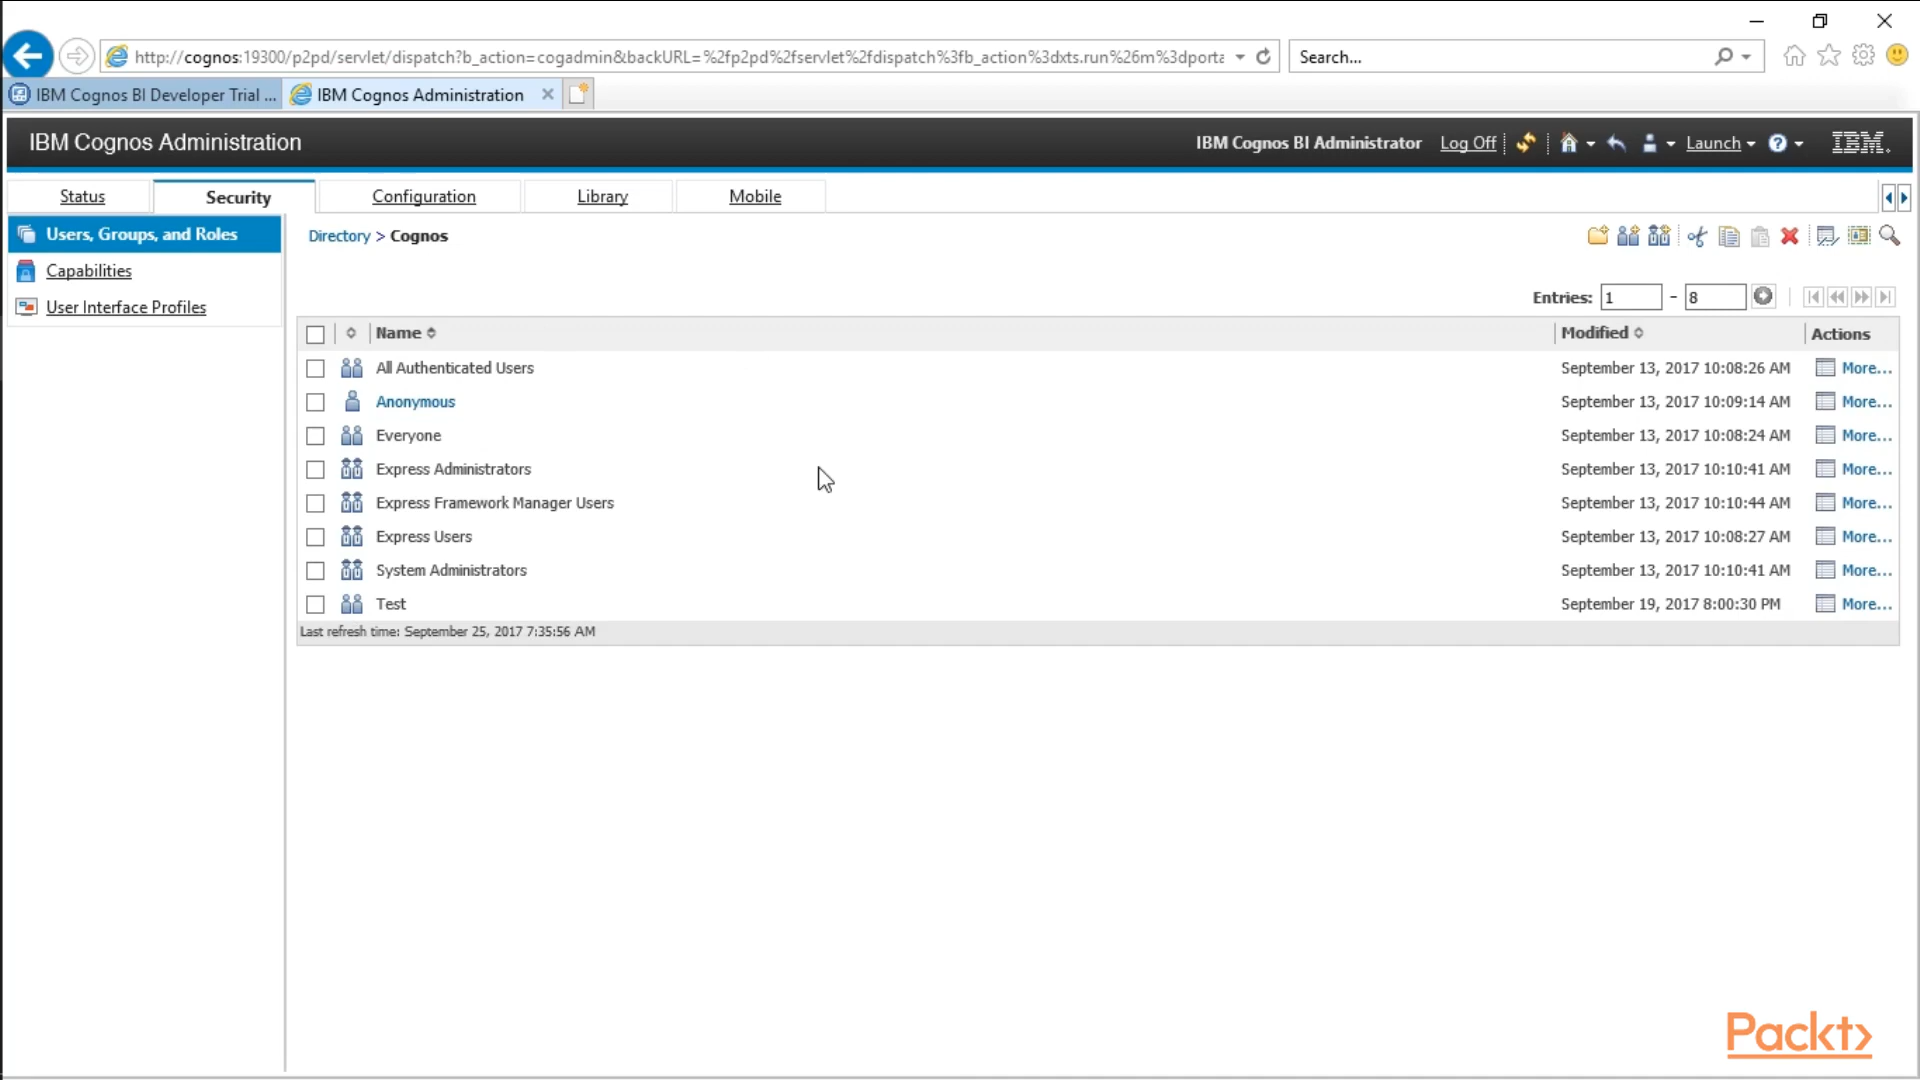 http://cognos:19300/p2pd/servlet/dispatch?b_action=cogadmin&backURL=%2fp2pd%2fservlet%2fdispatch%3fb_action%3dxts.run%26m%3dporta
Search...
IBM Cognos BI Developer Trial ...
IBM Cognos Administration
IBM Cognos Administration
IBM Cognos BI Administrator
Log Off
Launch
IBM
Status
Security
Configuration
Library
Mobile
Users, Groups, and Roles
Directory > Cognos
Capabilities
User Interface Profiles
Entries: 1 - 8
Name
Modified
Actions
All Authenticated Users September 13, 2017 10:08:26 AM More...
Anonymous September 13, 2017 10:09:14 AM More...
Everyone September 13, 2017 10:08:24 AM More...
Express Administrators September 13, 2017 10:10:41 AM More...
Express Framework Manager Users September 13, 2017 10:10:44 AM More...
Express Users September 13, 2017 10:08:27 AM More...
System Administrators September 13, 2017 10:10:41 AM More...
Test September 19, 2017 8:00:30 PM More...
Last refresh time: September 25, 2017 7:35:56 AM
Packt>